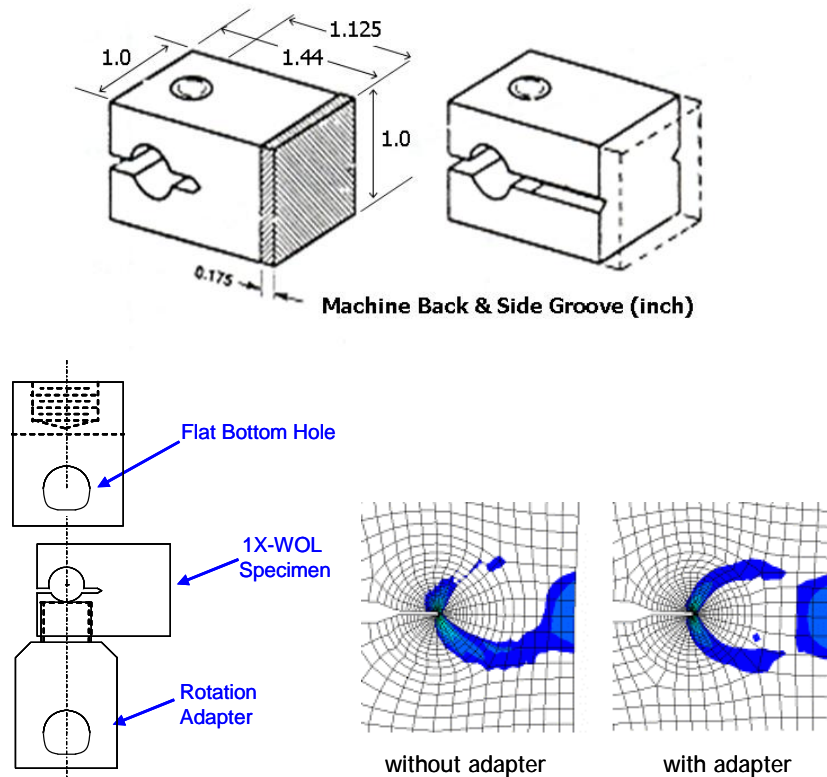 1.0
1.125
1.44
1.0
0.175
Machine Back & Side Groove (inch)
Flat Bottom Hole
1X-WOL
Specimen
Rotation
Adapter
without adapter
with adapter